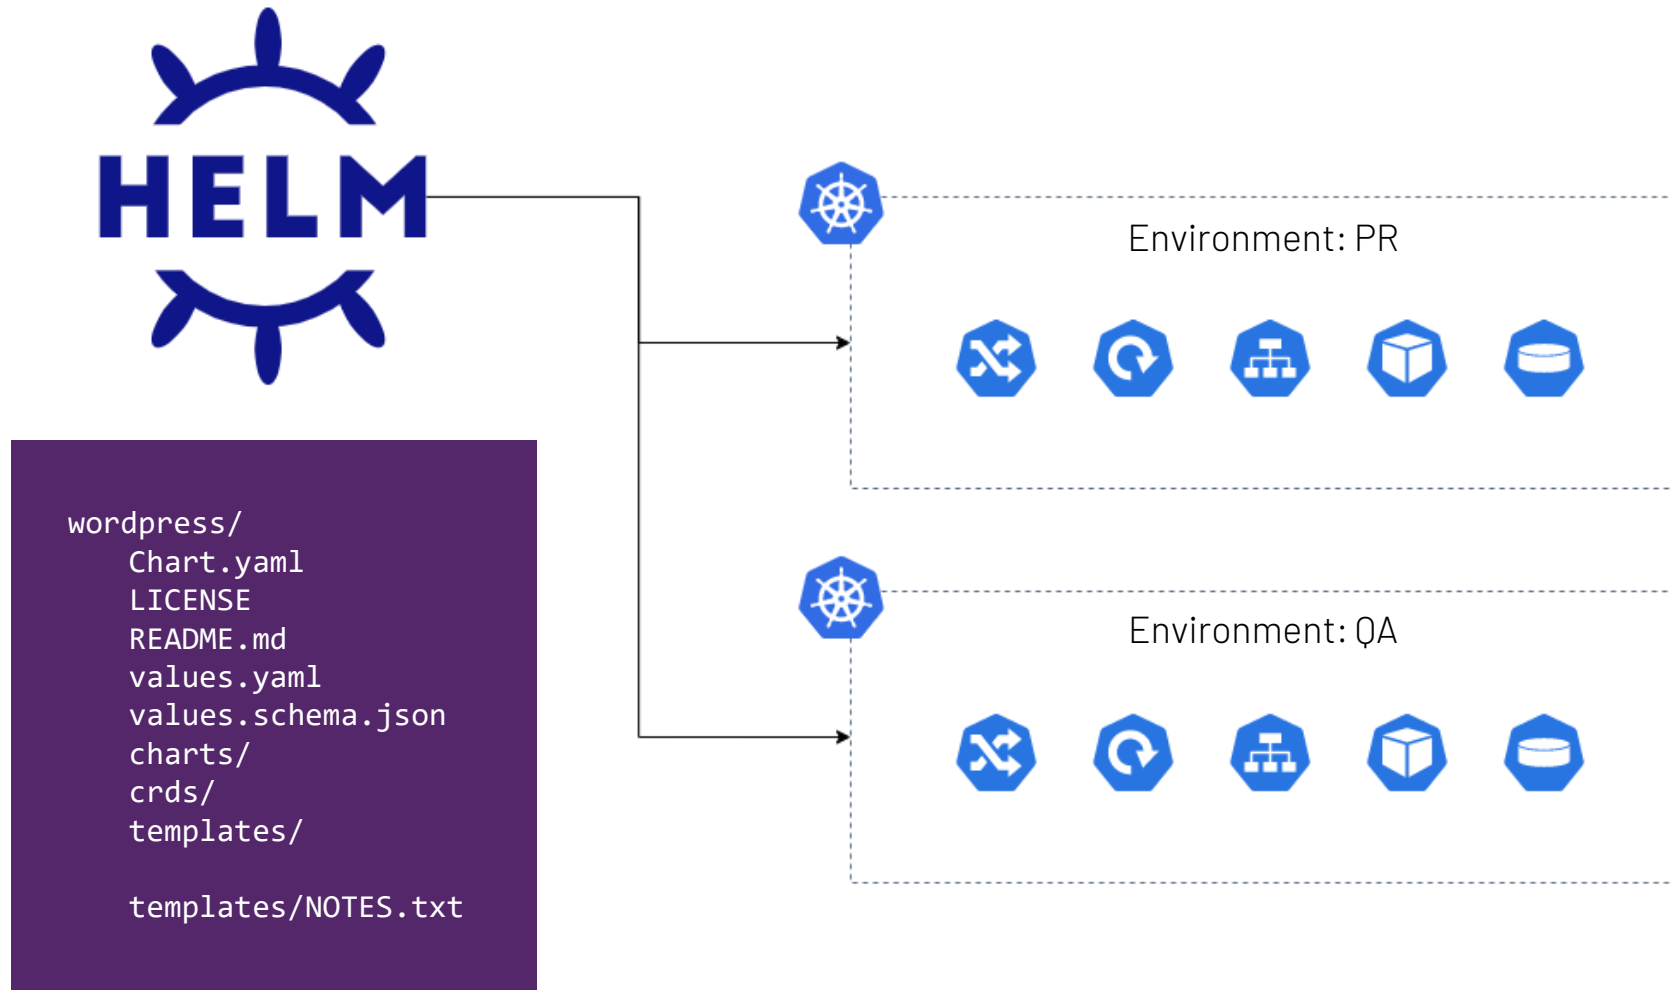 HELM
Environment: PR
Environment: QA
wordpress/
Chart.yaml
LICENSE
README.md
values.yaml
values.schema.json
charts/
crds/
templates/
templates/NOTES.txt